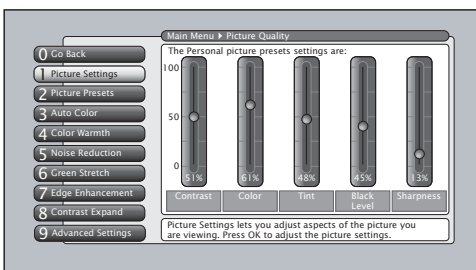 Main Menu ▸ Picture Quality
0 Go Back
1 Picture Settings
2 Picture Presets
3 Auto Color
4 Color Warmth
5 Noise Reduction
6 Green Stretch
7 Edge Enhancement
8 Contrast Expand
9 Advanced Settings
The Personal picture presets settings are:
100
50
0
51% 61% 48% 45% 13%
Contrast Color Tint Black Level Sharpness
Picture Settings lets you adjust aspects of the picture you
are viewing. Press OK to adjust the picture settings.